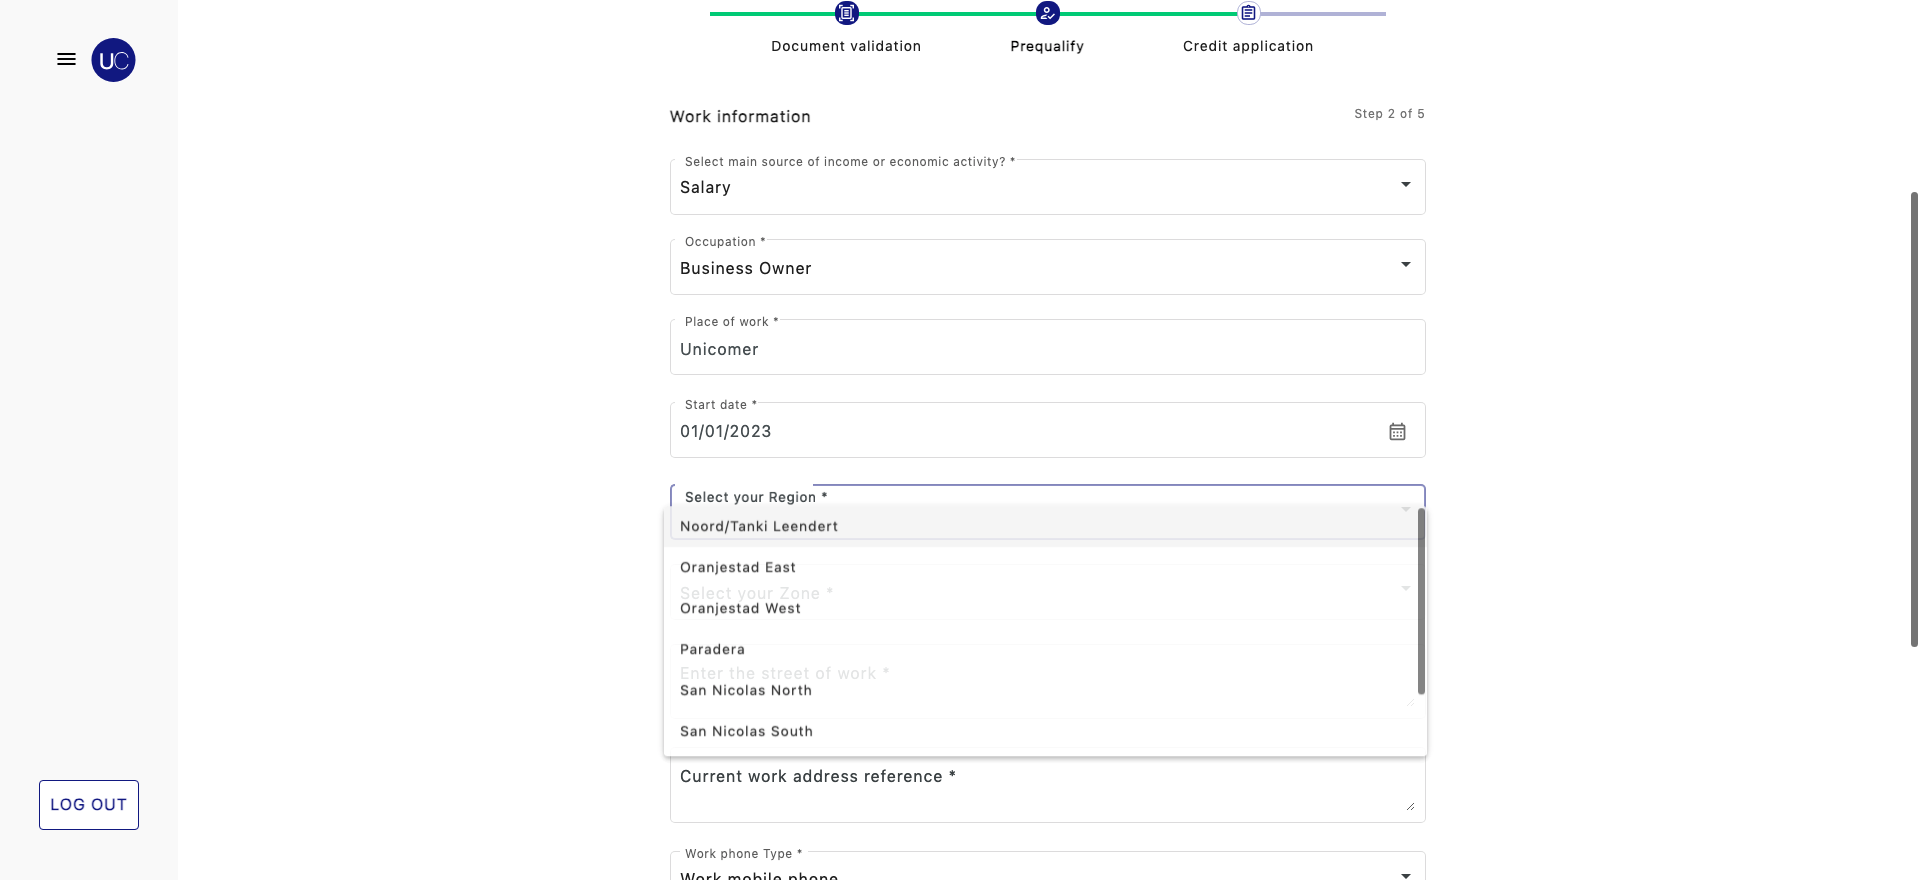 UC
Document validation
Prequalify
Credit application
Work information
Step 2 of 5
Select main source of income or economic activity? *
Salary
Occupation *
Business Owner
Place of work *
Unicomer
Start date *
01/01/2023
Select your Region *
Noord/Tanki Leendert
Oranjestad East
Select your Zone *
Oranjestad West
Paradera
Enter the street of work *
San Nicolas North
San Nicolas South
Current work address reference *
LOG OUT
Work phone Type *
Work mobile phone